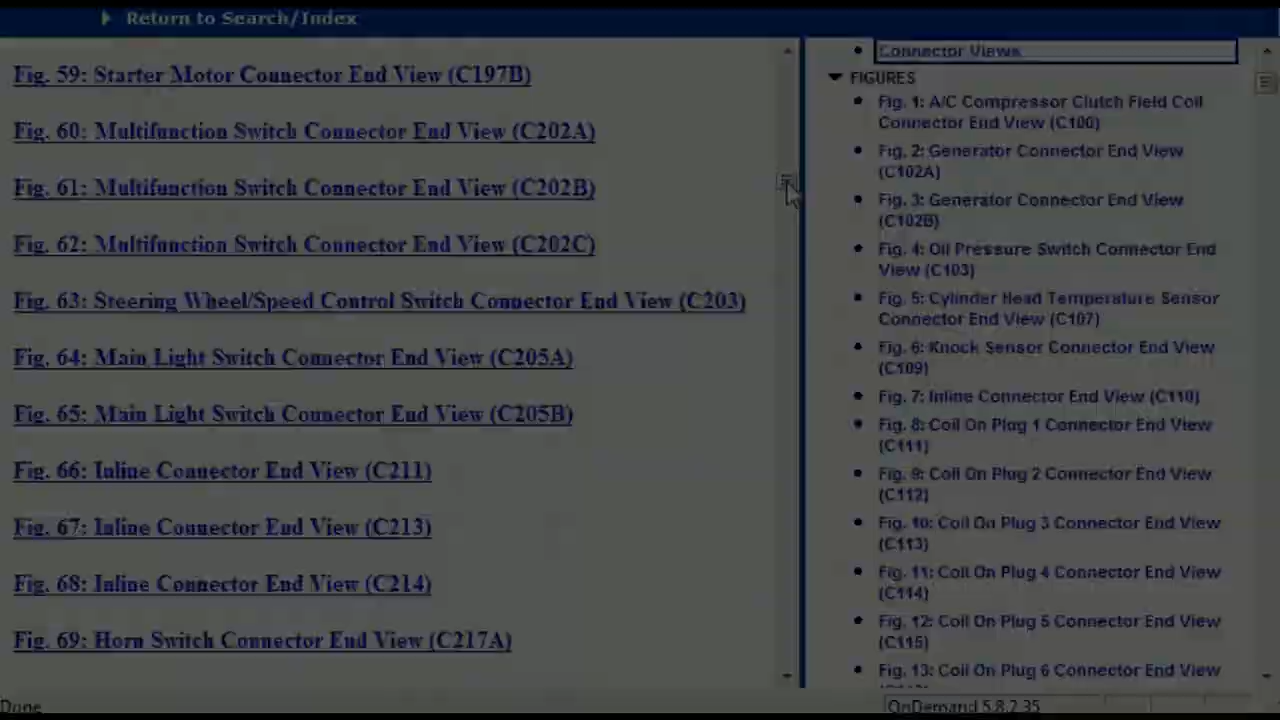 Return to Search/Index
Fig. 59: Starter Motor Connector End View (C197B)
Fig. 60: Multifunction Switch Connector End View (C202A)
Fig. 61: Multifunction Switch Connector End View (C202B)
Fig. 62: Multifunction Switch Connector End View (C202C)
Fig. 63: Steering Wheel/Speed Control Switch Connector End View (C203)
Fig. 64: Main Light Switch Connector End View (C205A)
Fig. 65: Main Light Switch Connector End View (C205B)
Fig. 66: Inline Connector End View (C211)
Fig. 67: Inline Connector End View (C213)
Fig. 68: Inline Connector End View (C214)
Fig. 69: Horn Switch Connector End View (C217A)
Connector Views
FIGURES
Fig. 1: A/C Compressor Clutch Field Coil
Connector End View (C100)
Fig. 2: Generator Connector End View
(C102A)
Fig. 3: Generator Connector End View
(C102B)
Fig. 4: Oil Pressure Switch Connector End
View (C103)
Fig. 5: Cylinder Head Temperature Sensor
Connector End View (C107)
Fig. 6: Knock Sensor Connector End View
(C109)
Fig. 7: Inline Connector End View (C110)
Fig. 8: Coil On Plug 1 Connector End View
(C111)
Fig. 9: Coil On Plug 2 Connector End View
(C112)
Fig. 10: Coil On Plug 3 Connector End View
(C113)
Fig. 11: Coil On Plug 4 Connector End View
(C114)
Fig. 12: Coil On Plug 5 Connector End View
(C115)
Fig. 13: Coil On Plug 6 Connector End View
Done
OnDemand 5.8.2.35